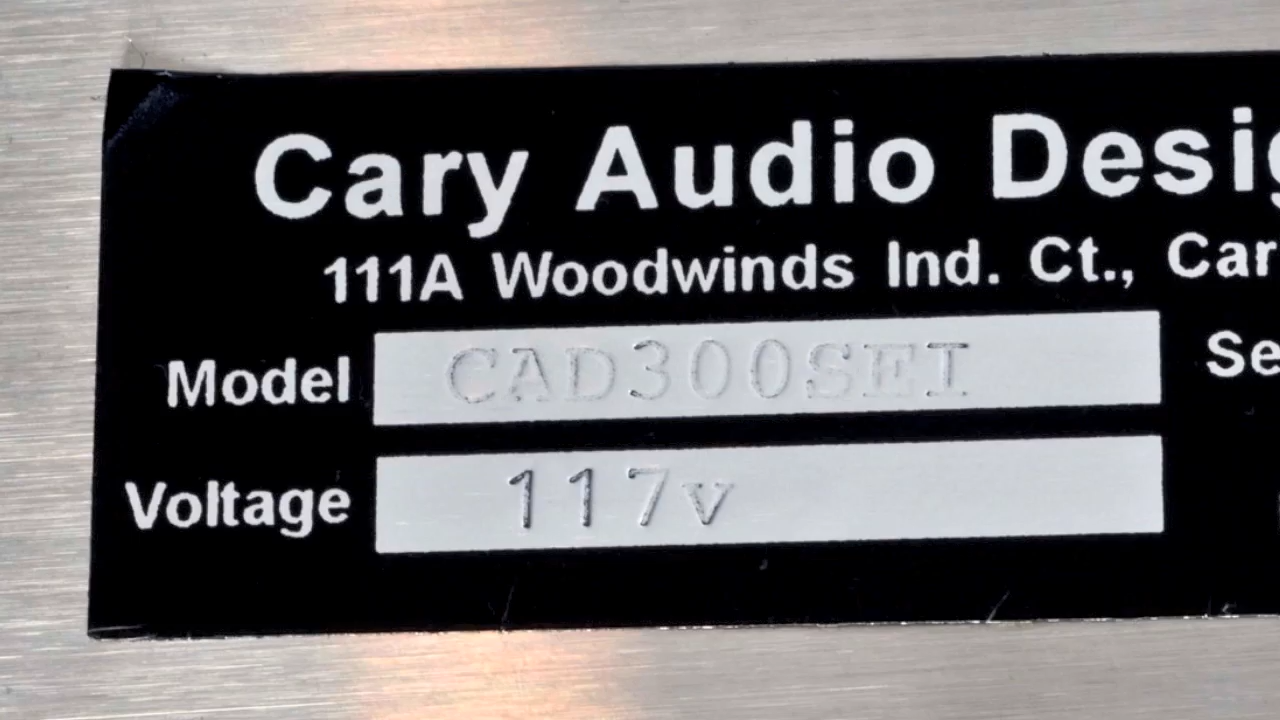 Cary Audio Desig
111A Woodwinds Ind. Ct., Car
Model CAD300SEI Se
Voltage 117v